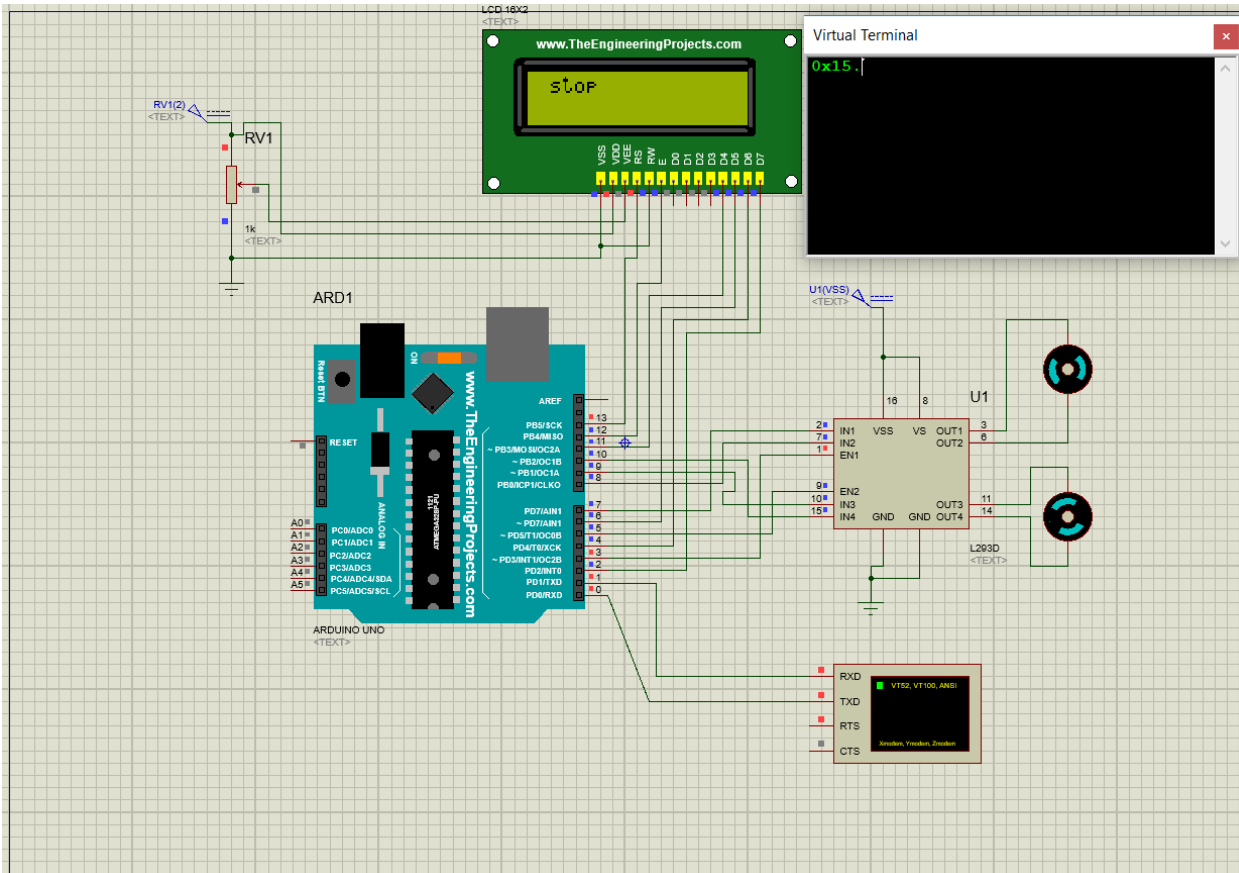 LCD 16X2
<TEXT>
www.TheEngineeringProjects.com
stop
VSS
VDD
VEE
RS
RW
E
D0
D1
D2
D3
D4
D5
D6
D7
Virtual Terminal
0x15.
RV1(2)
<TEXT>
RV1
1k
<TEXT>
ARD1
Reset BTN
ON
www.TheEngineeringProjects.com
RESET
ANALOG IN
1121
ATMEGA328P-PU
AREF
PB5/SCK
PB4/MISO
~ PB3/MOSI/OC2A
~ PB2/OC1B
~ PB1/OC1A
PB0/ICP1/CLKO
PD7/AIN1
~ PD7/AIN1
~ PD5/T1/OC0B
PD4/T0/XCK
~ PD3/INT1/OC2B
PD2/INT0
PD1/TXD
PD0/RXD
13
12
11
10
9
8
7
6
5
4
3
2
1
0
A0
A1
A2
A3
A4
A5
PC0/ADC0
PC1/ADC1
PC2/ADC2
PC3/ADC3
PC4/ADC4/SDA
PC5/ADC5/SCL
ARDUINO UNO
<TEXT>
U1(VSS)
<TEXT>
16
8
U1
2
7
1
9
10
15
IN1
IN2
EN1
EN2
IN3
IN4
VSS
VS
OUT1
OUT2
OUT3
OUT4
GND
GND
3
6
11
14
L293D
<TEXT>
RXD
TXD
RTS
CTS
VT52, VT100, ANSI
Xmodem, Ymodem, Zmodem